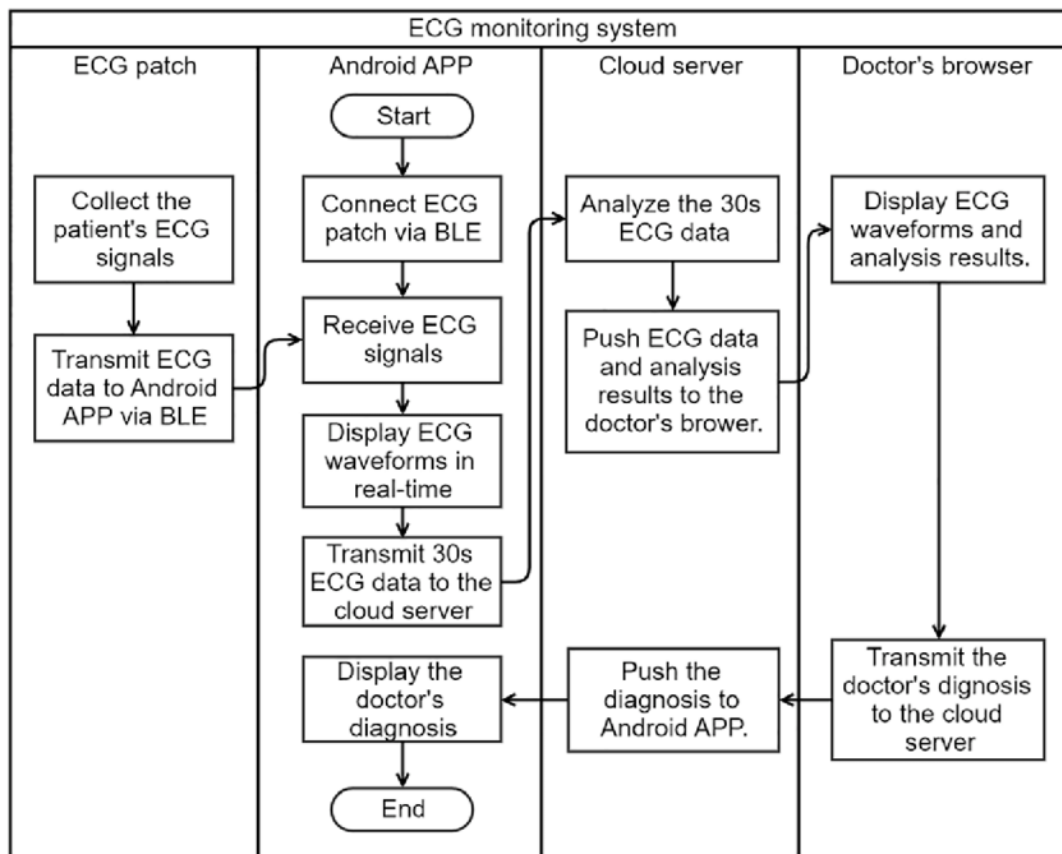 ECG monitoring system
ECG patch
Android APP
Cloud server
Doctor's browser
Start
Collect the
patient's ECG
signals
Connect ECG
patch via BLE
Analyze the 30s
ECG data
Display ECG
waveforms and
analysis results.
Transmit ECG
data to Android
APP via BLE
Receive ECG
signals
Push ECG data
and analysis
results to the
doctor's brower.
Display ECG
waveforms in
real-time
Transmit 30s
ECG data to the
cloud server
Display the
doctor's
diagnosis
Push the
diagnosis to
Android APP.
Transmit the
doctor's dignosis
to the cloud
server
End